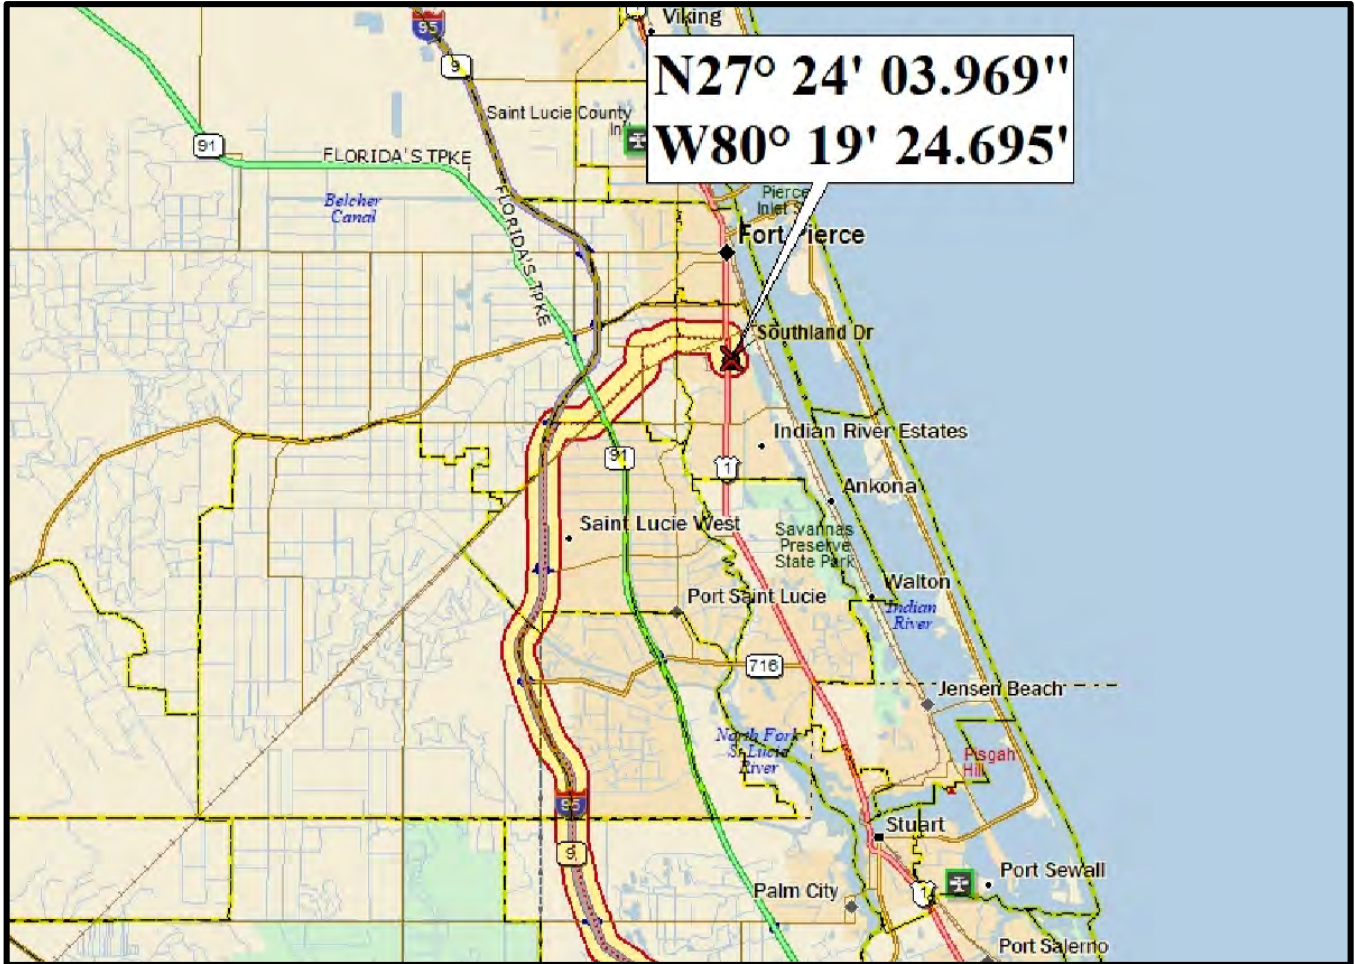 Viking
95
9
N27° 24' 03.969"
W80° 19' 24.695'
Saint Lucie County
Int'
91
FLORIDA'S TPKE
Belcher
Canal
FLORIDA'S TPKE
Pierce
Inlet S
Fort Pierce
Southland Dr
Indian River Estates
91
1
Ankona
Saint Lucie West
Savannas
Preserve
State Park
Walton
Port Saint Lucie
Indian
River
716
Jensen Beach
North Fork
St Lucie
River
Pisgah
Hill
95
Stuart
9
Port Sewall
Palm City
Port Salerno